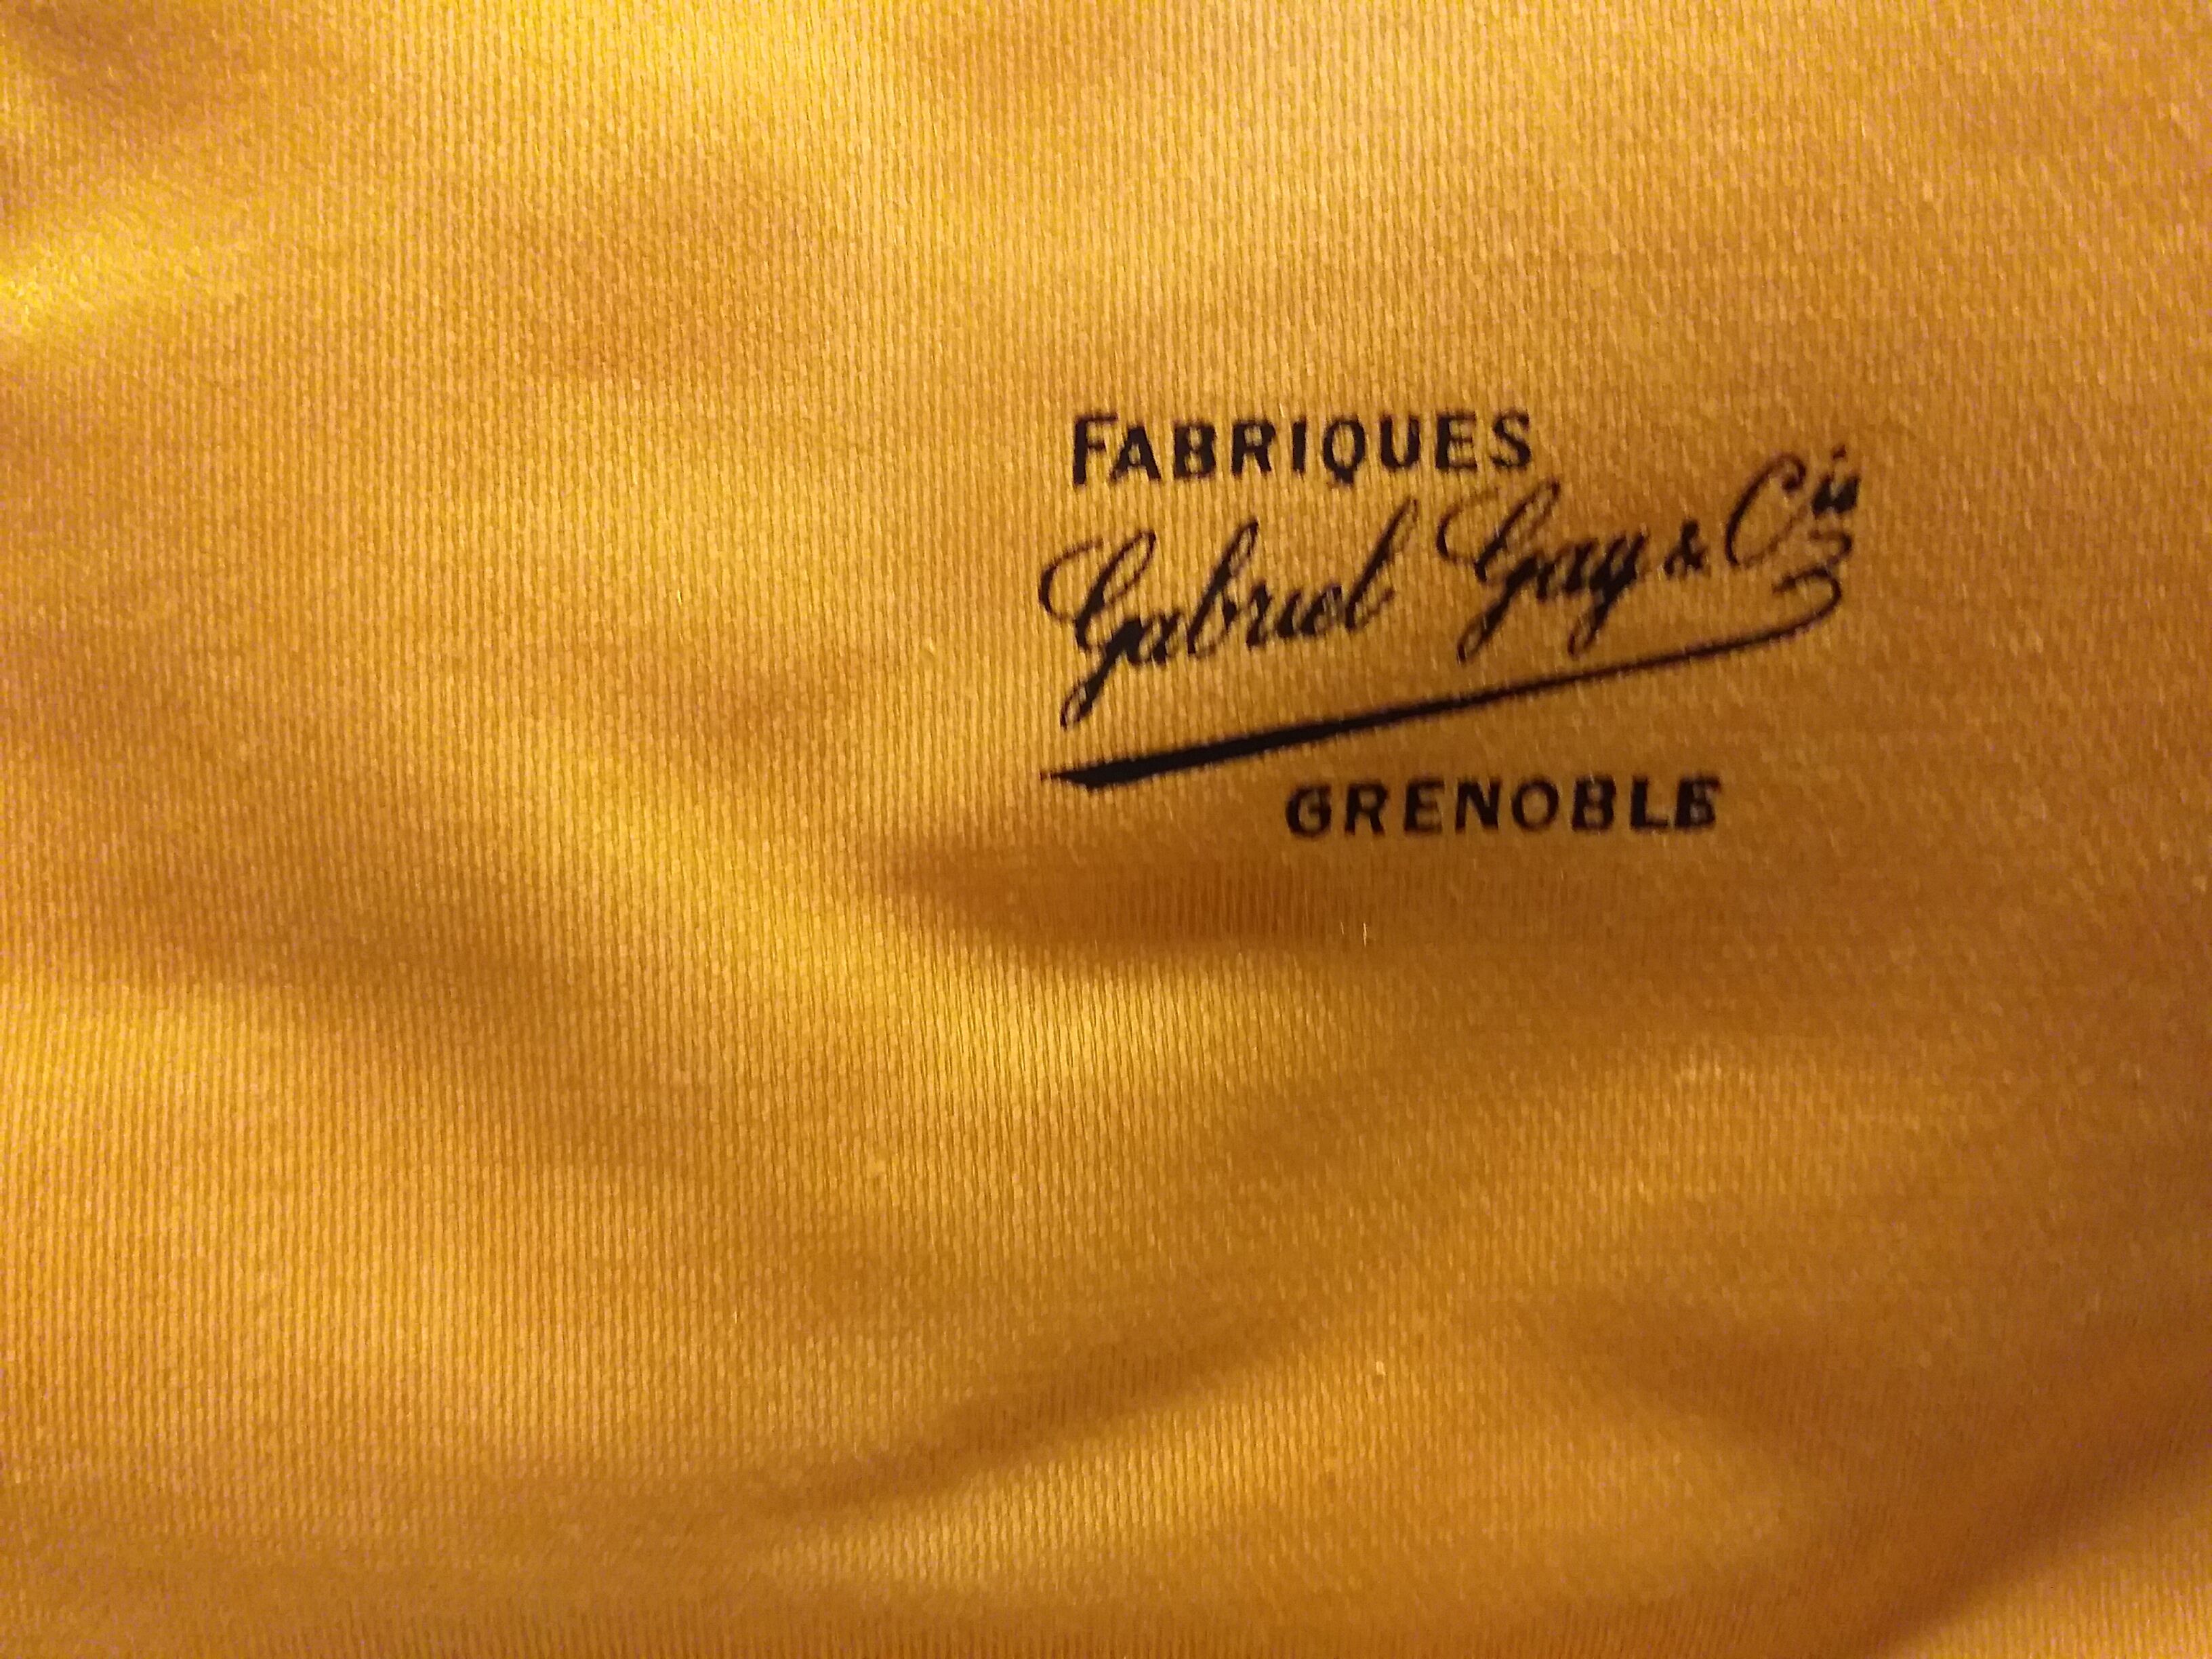 FABRIQUES
Gabriel Gay & Cie
GRENOBLE